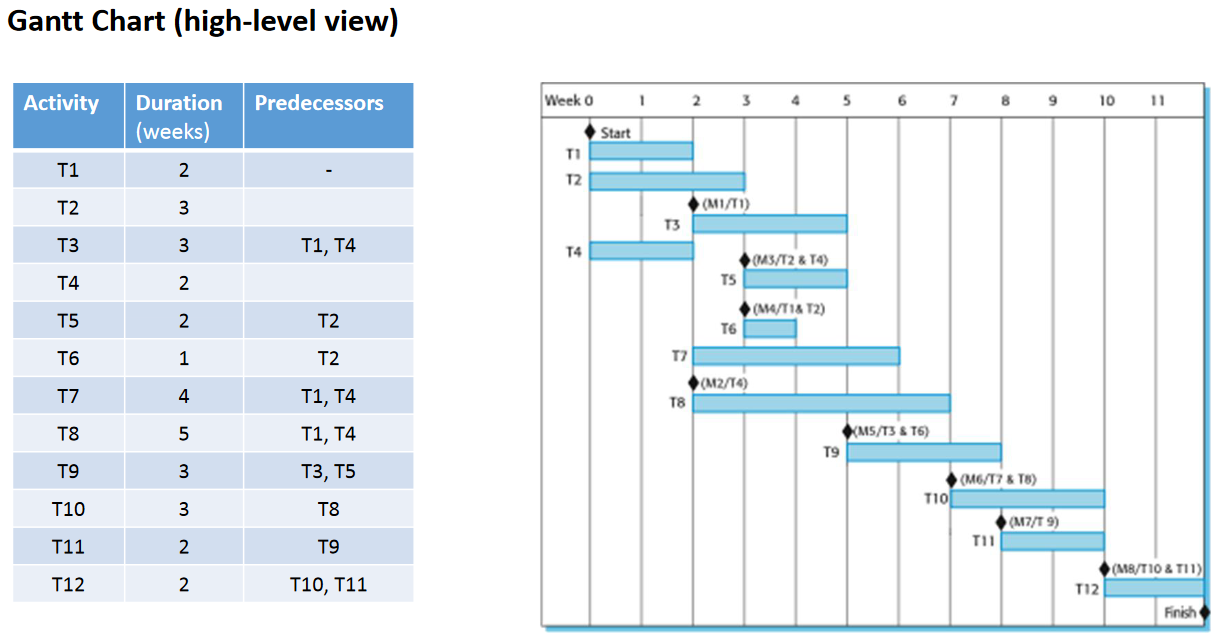 Gantt Chart (high-level view)
Activity Duration (weeks) Predecessors
T1 2 -
T2 3
T3 3 T1, T4
T4 2
T5 2 T2
T6 1 T2
T7 4 T1, T4
T8 5 T1, T4
T9 3 T3, T5
T10 3 T8
T11 2 T9
T12 2 T10, T11
Week 0 1 2 3 4 5 6 7 8 9 10 11
Start
T1
T2
(M1/T1)
T3
T4
(M3/T2 & T4)
T5
(M4/T1& T2)
T6
T7
(M2/T4)
T8
(M5/T3 & T6)
T9
(M6/T7 & T8)
T10
(M7/T 9)
T11
(M8/T10 & T11)
T12
Finish